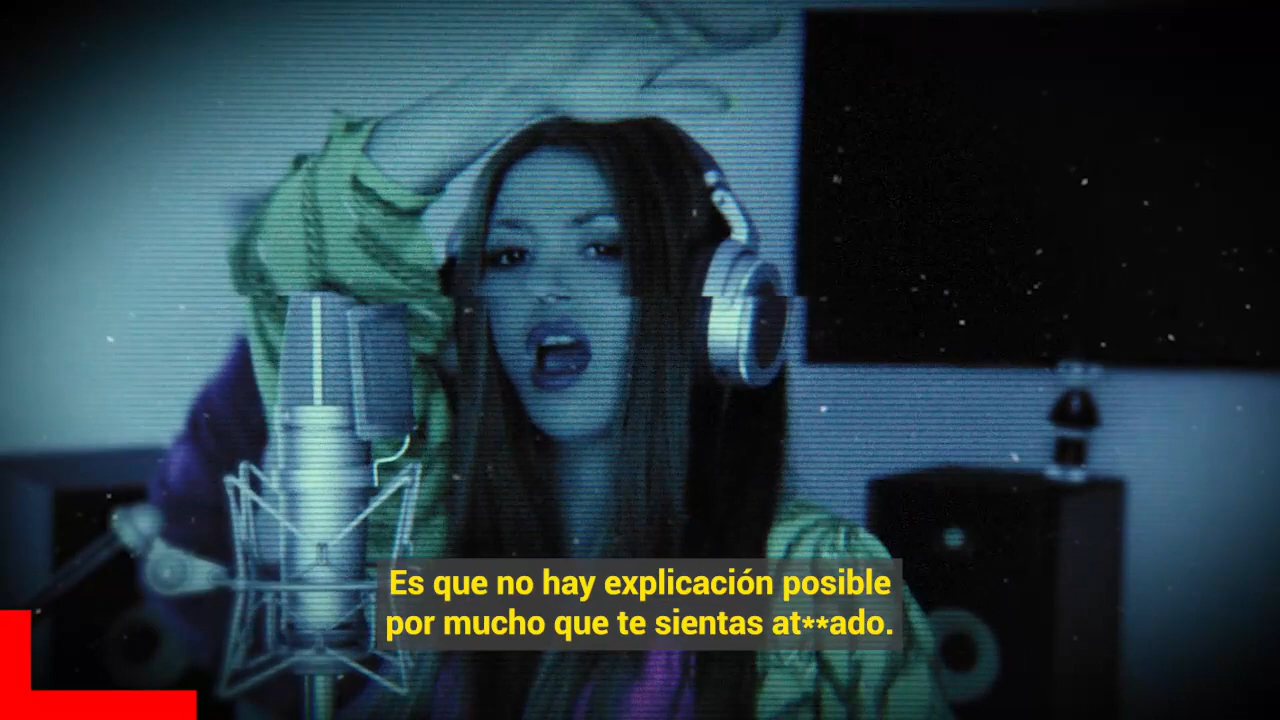 Es que no hay explicación posible
por mucho que te sientas at**ado.